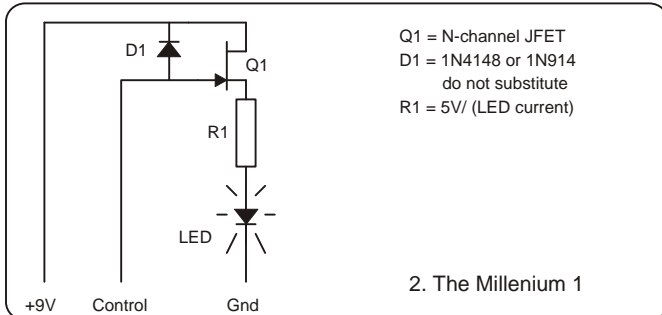 Q1 = N-channel JFET
D1 = 1N4148 or 1N914
do not substitute
R1 = 5V/ (LED current)
D1
Q1
R1
LED
2. The Millenium 1
+9V Control Gnd